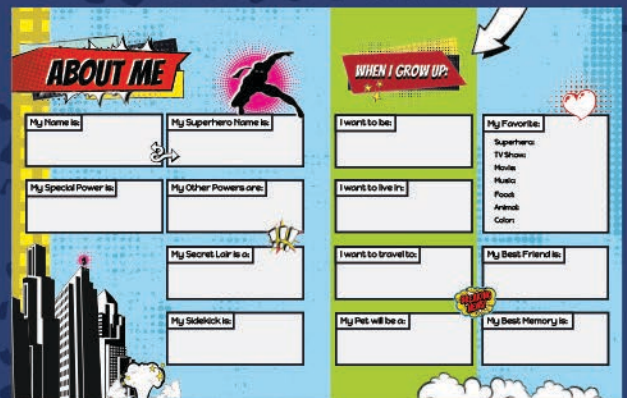 ABOUT ME
My Name is:
My Superhero Name is:
My Special Power is:
My Other Powers are:
My Secret Lair is a:
My Sidekick is:
WHEN I GROW UP:
I want to be:
I want to live in:
I want to travel to:
My Pet will be a:
My Favorite:
Superhero:
TV Show:
Movie:
Music:
Food:
Animal:
Color:
My Best Friend is:
My Best Memory is: